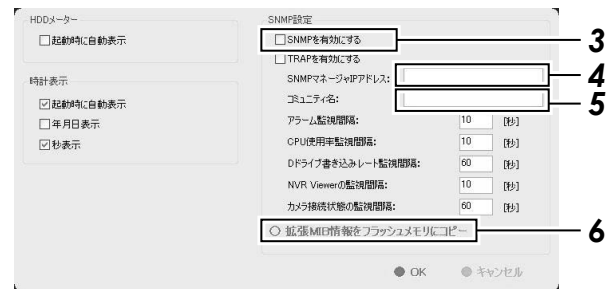 HDDメーター
起動時に自動表示
時計表示
起動時に自動表示
年月日表示
秒表示
SNMP設定
SNMPを有効にする
3
TRAPを有効にする
SNMPマネージャIPアドレス:
4
コミュニティ名:
5
アラーム監視間隔: 10 [秒]
CPU使用率監視間隔: 10 [秒]
Dドライブ書き込みレート監視間隔: 60 [秒]
NVR Viewerの監視間隔: 10 [秒]
カメラ接続状態の監視間隔: 60 [秒]
拡張MIB情報をフラッシュメモリにコピー
6
OK キャンセル